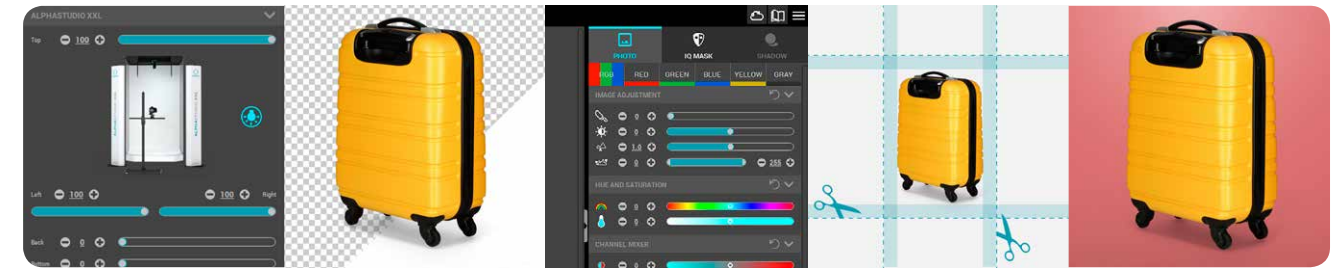 ALPHASTUDIO XXL
Top 100
Left 100
100 Right
Back 0
Bottom 0
PHOTO
IQ MASK
SHADOW
RGB RED GREEN BLUE YELLOW GRAY
IMAGE ADJUSTMENT
0
0
1.0
0 255
HUE AND SATURATION
0
0
CHANNEL MIXER
0